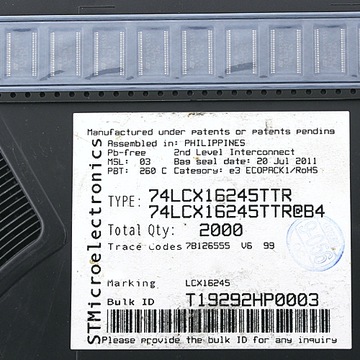 Manufactured under patents or patents pending
Assembled in: PHILIPPINES
Pb-free 2nd Level Interconnect
MSL: 03 Bag seal date: 20 Jul 2011
PBT: 260 C Category: e3 ECOPACK1/RoHS
TYPE: 74LCX16245TTR
74LCX16245TTR@B4
Total Qty: 2000
Trace Codes 78126555 V6 99
Marking LCX16245
Bulk ID T19292HP0003
Please provide the bulk ID for any inquiry
STMicroelectronics